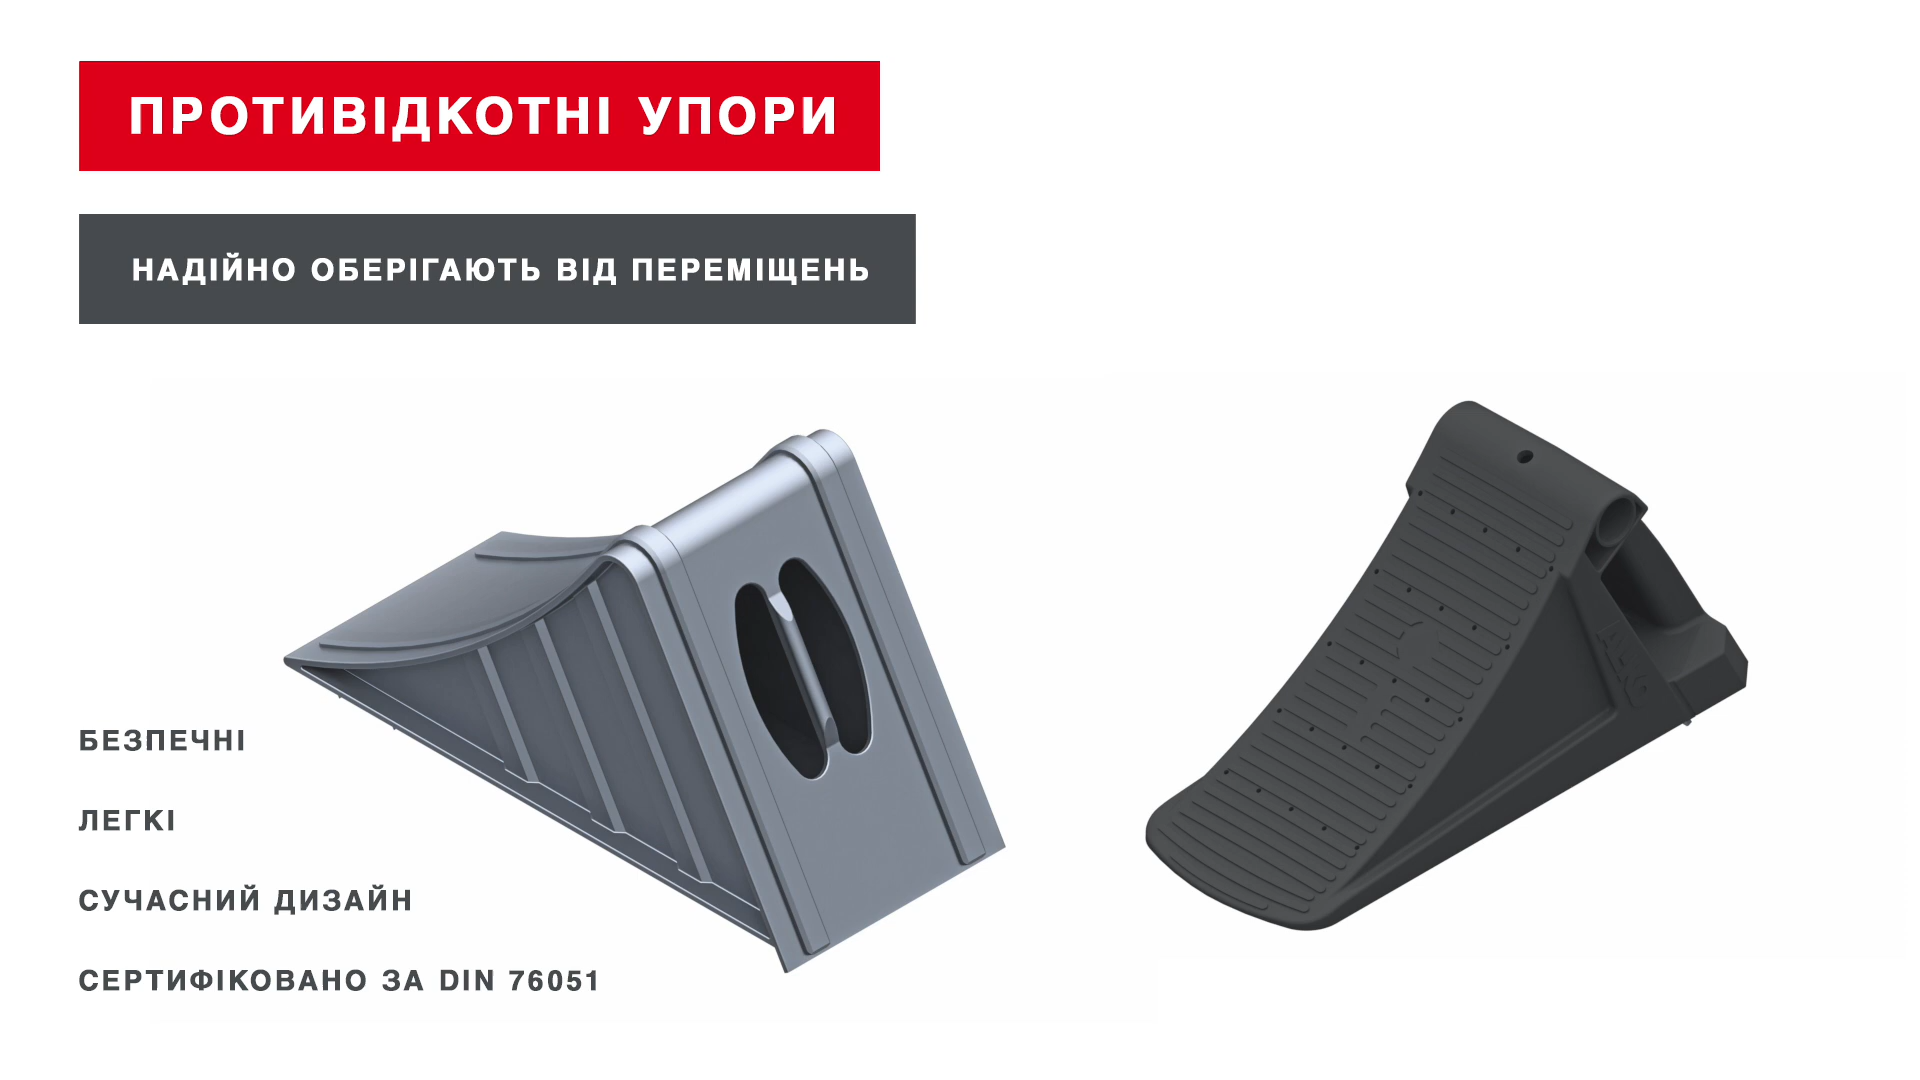 ПРОТИВІДКОТНІ УПОРИ
НАДІЙНО ОБЕРІГАЮТЬ ВІД ПЕРЕМІЩЕНЬ
БЕЗПЕЧНІ
ЛЕГКІ
СУЧАСНИЙ ДИЗАЙН
СЕРТИФІКОВАНО ЗА DIN 76051